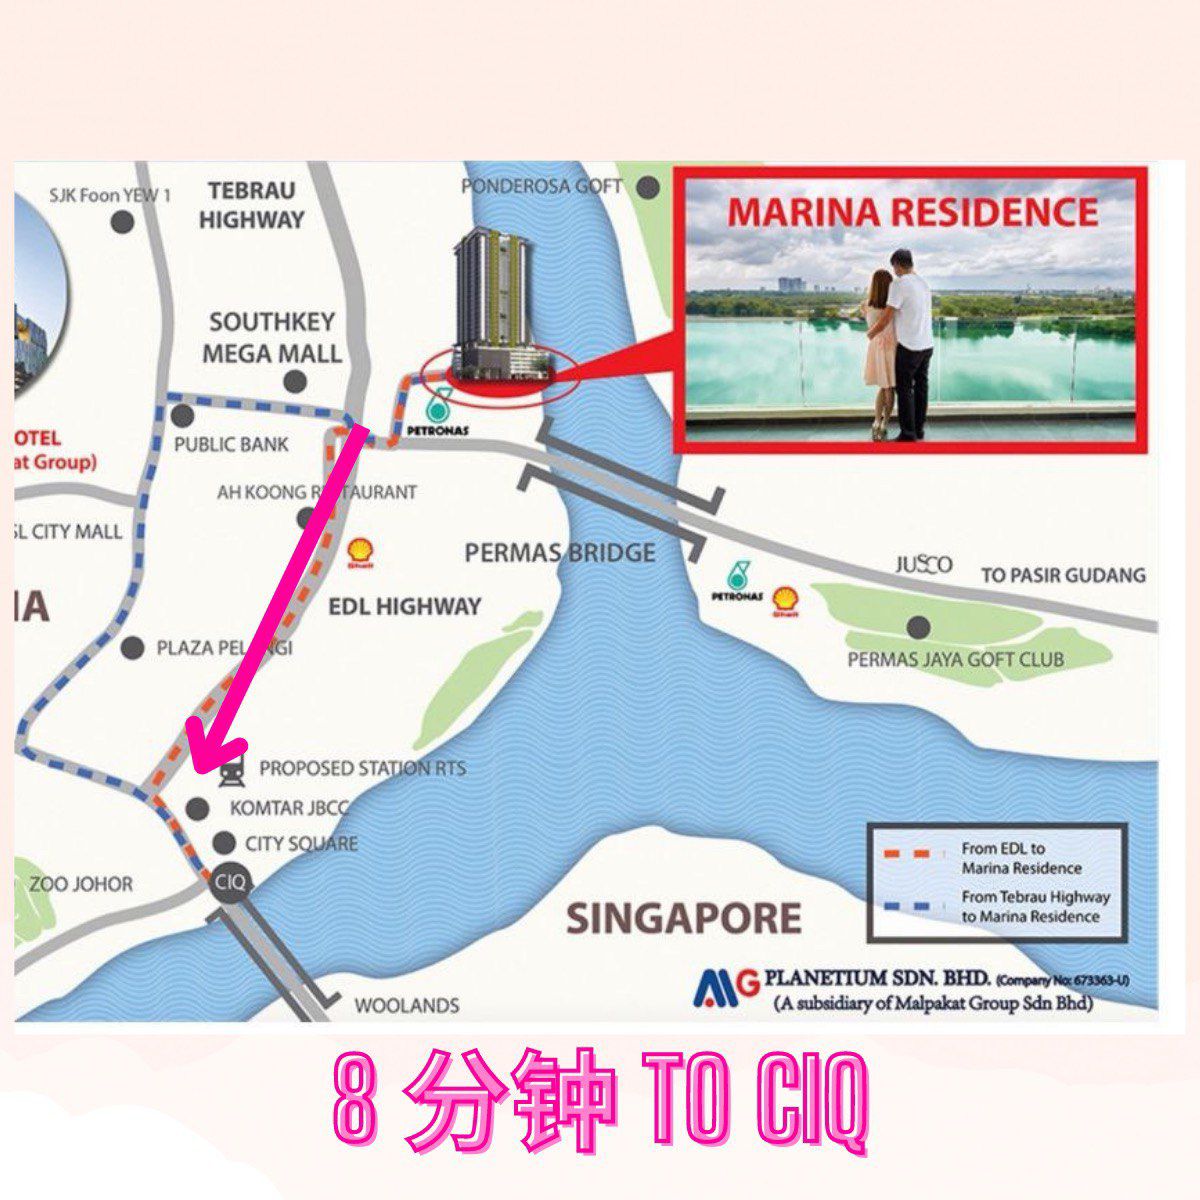 SJK Foon YEW 1
TEBRAU
HIGHWAY
PONDEROSA GOFT
MARINA RESIDENCE
SOUTHKEY
MEGA MALL
PETRONAS
PUBLIC BANK
OTEL
at Group)
AH KOONG RESTAURANT
SL CITY MALL
Shell
PERMAS BRIDGE
JUSCO
TO PASIR GUDANG
PETRONAS
Shell
IA
EDL HIGHWAY
PLAZA PELANGI
PERMAS JAYA GOFT CLUB
PROPOSED STATION RTS
KOMTAR JBCC
CITY SQUARE
CIQ
ZOO JOHOR
From EDL to
Marina Residence
From Tebrau Highway
to Marina Residence
SINGAPORE
WOOLANDS
MG PLANETIUM SDN. BHD. (Company No: 673363-U)
(A subsidiary of Malpakat Group Sdn Bhd)
8 分钟 TO CIQ